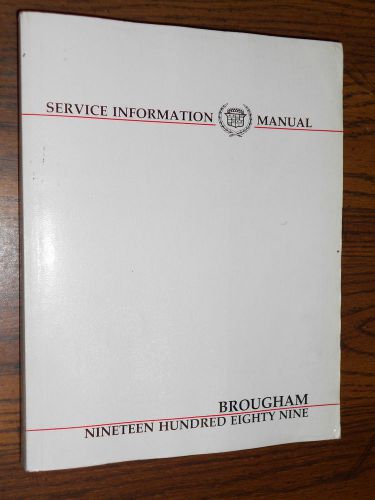 SERVICE INFORMATION MANUAL
BROUGHAM
NINETEEN HUNDRED EIGHTY NINE